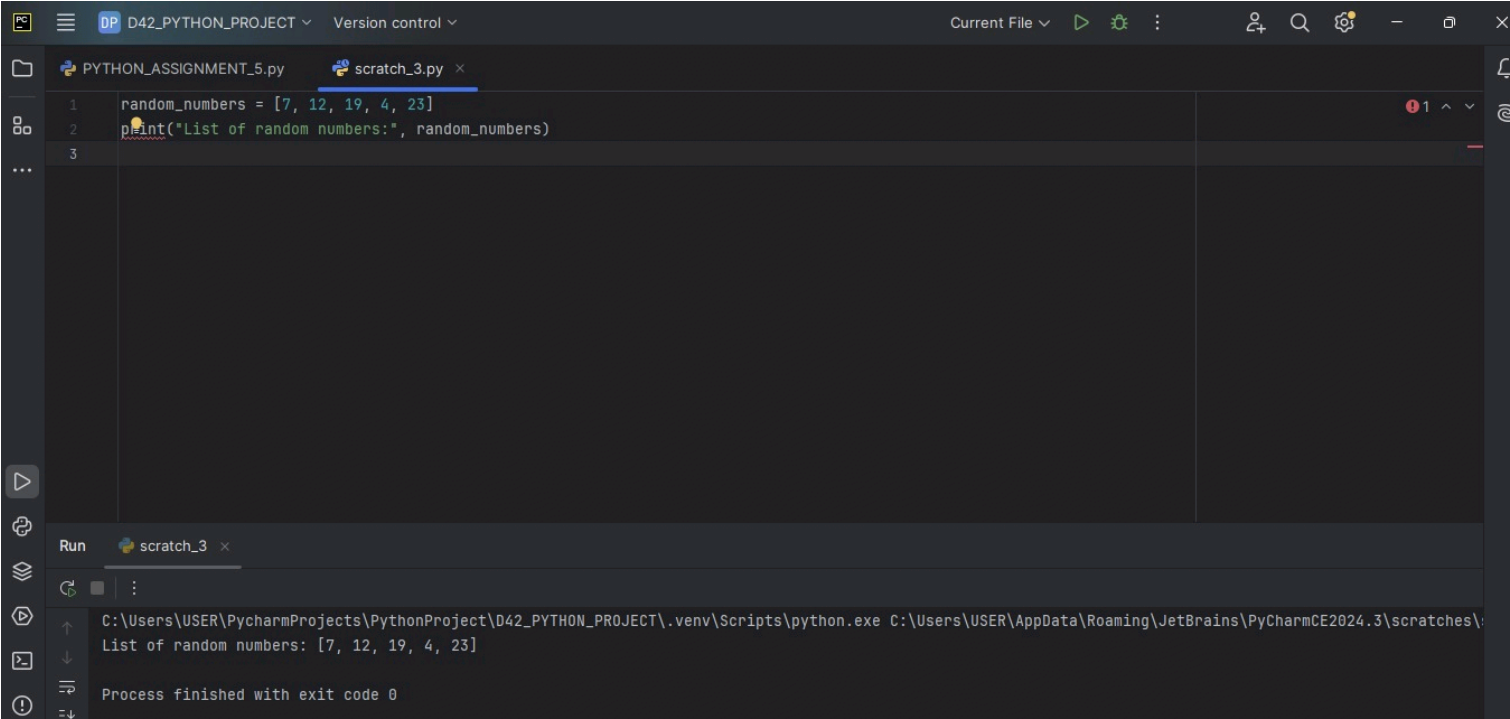 PC DP D42_PYTHON_PROJECT Version control Current File
PYTHON_ASSIGNMENT_5.py scratch_3.py
1 random_numbers = [7, 12, 19, 4, 23] 1
2 print("List of random numbers:", random_numbers)
3
Run scratch_3
C:\Users\USER\PycharmProjects\PythonProject\D42_PYTHON_PROJECT\.venv\Scripts\python.exe C:\Users\USER\AppData\Roaming\JetBrains\PyCharmCE2024.3\scratches\
List of random numbers: [7, 12, 19, 4, 23]
Process finished with exit code 0